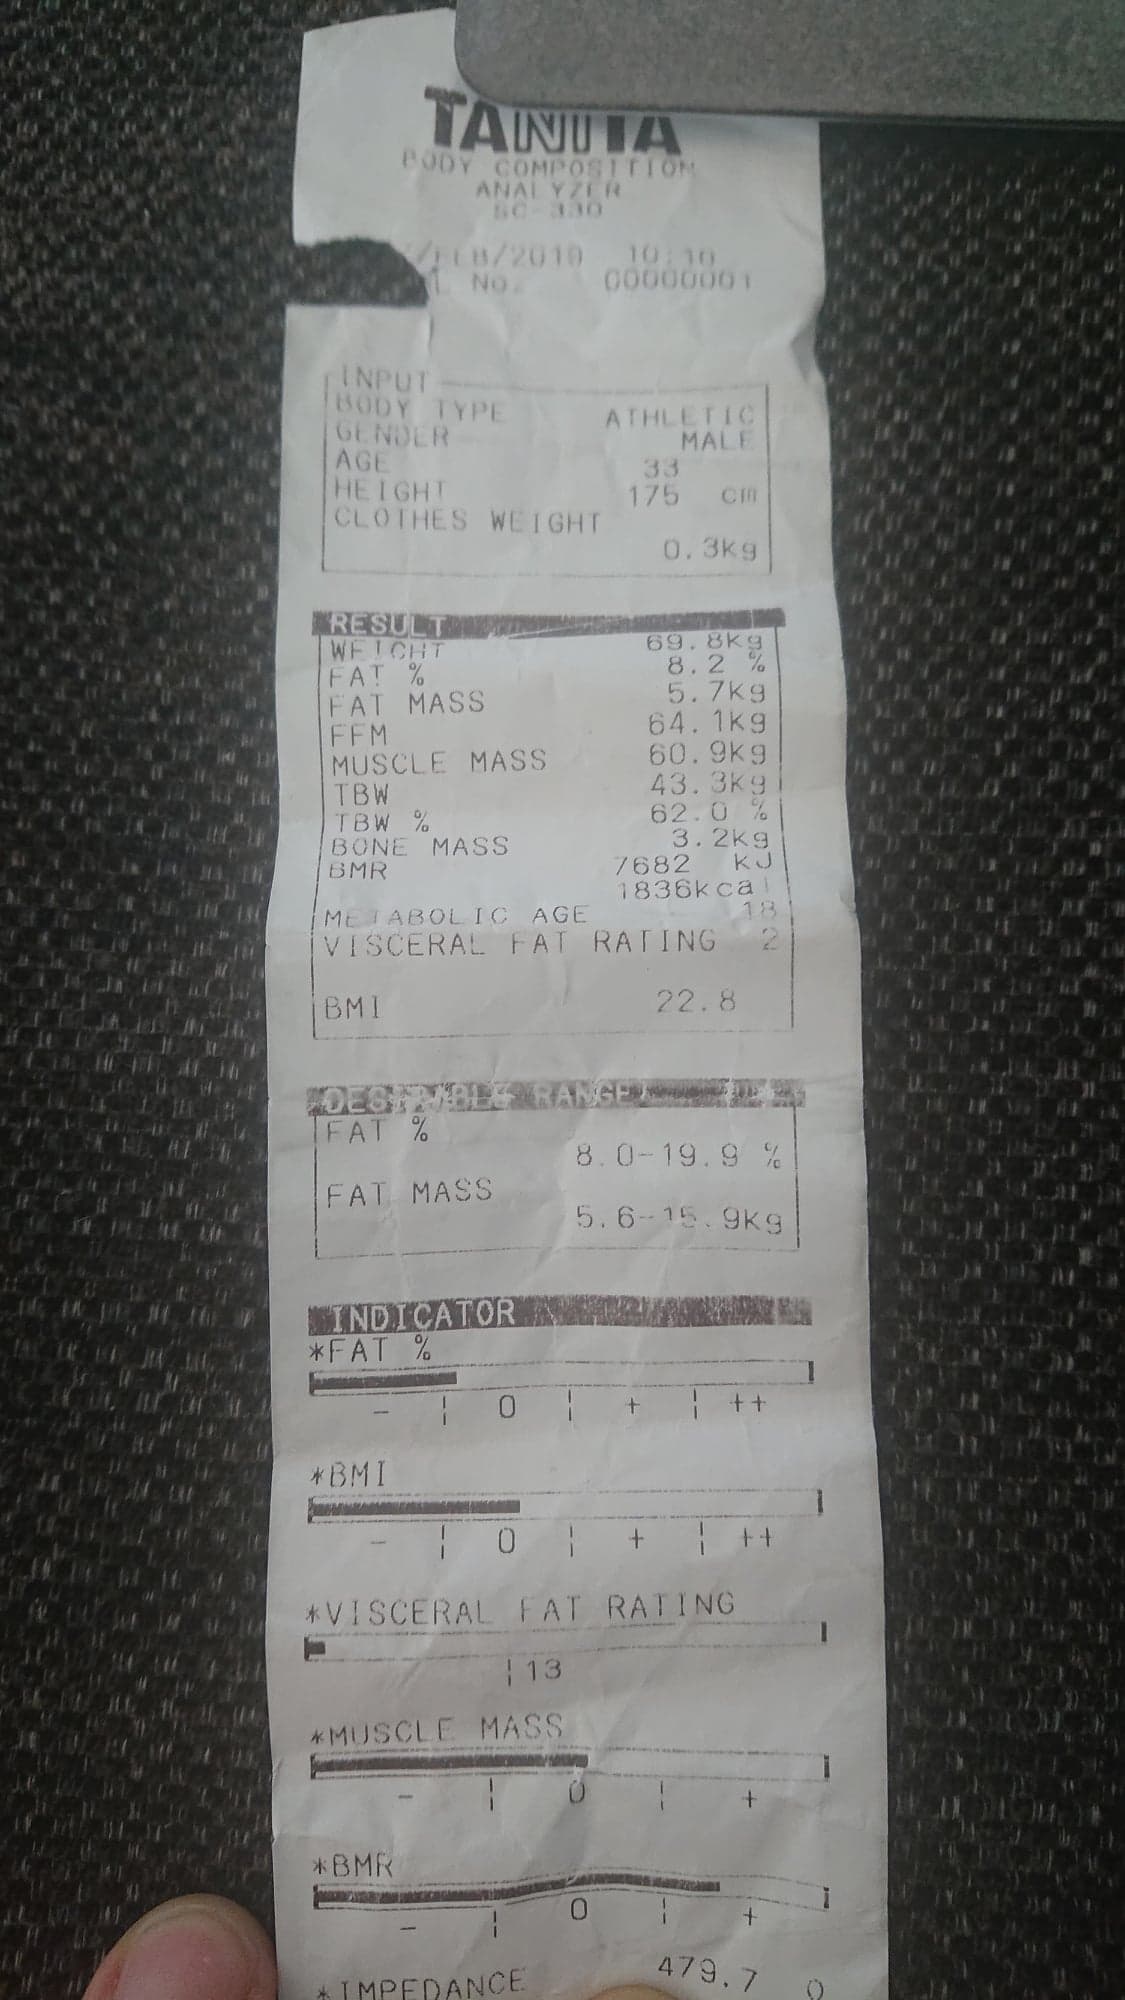 TANITA
BODY COMPOSITION
ANALYZER
SC-330
/FEB/2019 10:10
No. 00000001
INPUT
BODY TYPE ATHLETIC
GENDER MALE
AGE 33
HEIGHT 175 cm
CLOTHES WEIGHT
0.3kg
RESULT
WEIGHT 69.8kg
FAT % 8.2 %
FAT MASS 5.7kg
FFM 64.1kg
MUSCLE MASS 60.9kg
TBW 43.3kg
TBW % 62.0 %
BONE MASS 3.2kg
BMR 7682 kJ
1836kcal
METABOLIC AGE 18
VISCERAL FAT RATING 2
BMI 22.8
DESIRABLE RANGE
FAT %
8.0-19.9 %
FAT MASS
5.6-15.9kg
INDICATOR
*FAT %
- ¦ 0 ¦ + ¦ ++
*BMI
- ¦ 0 ¦ + ¦ ++
*VISCERAL FAT RATING
¦13
*MUSCLE MASS
- ¦ 0 ¦ +
*BMR
- ¦ 0 ¦ +
*IMPEDANCE 479.7